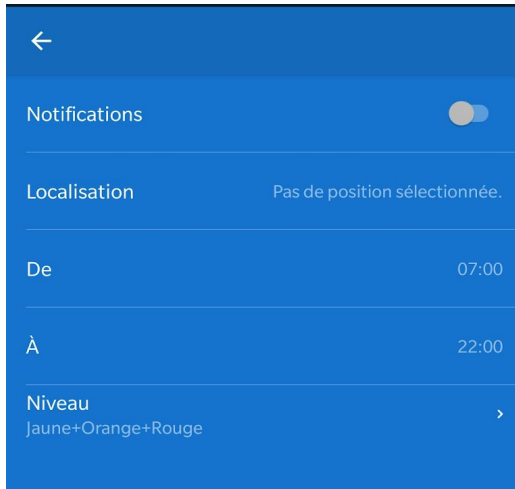 Notifications
Localisation Pas de position sélectionnée.
De 07:00
À 22:00
Niveau
Jaune+Orange+Rouge